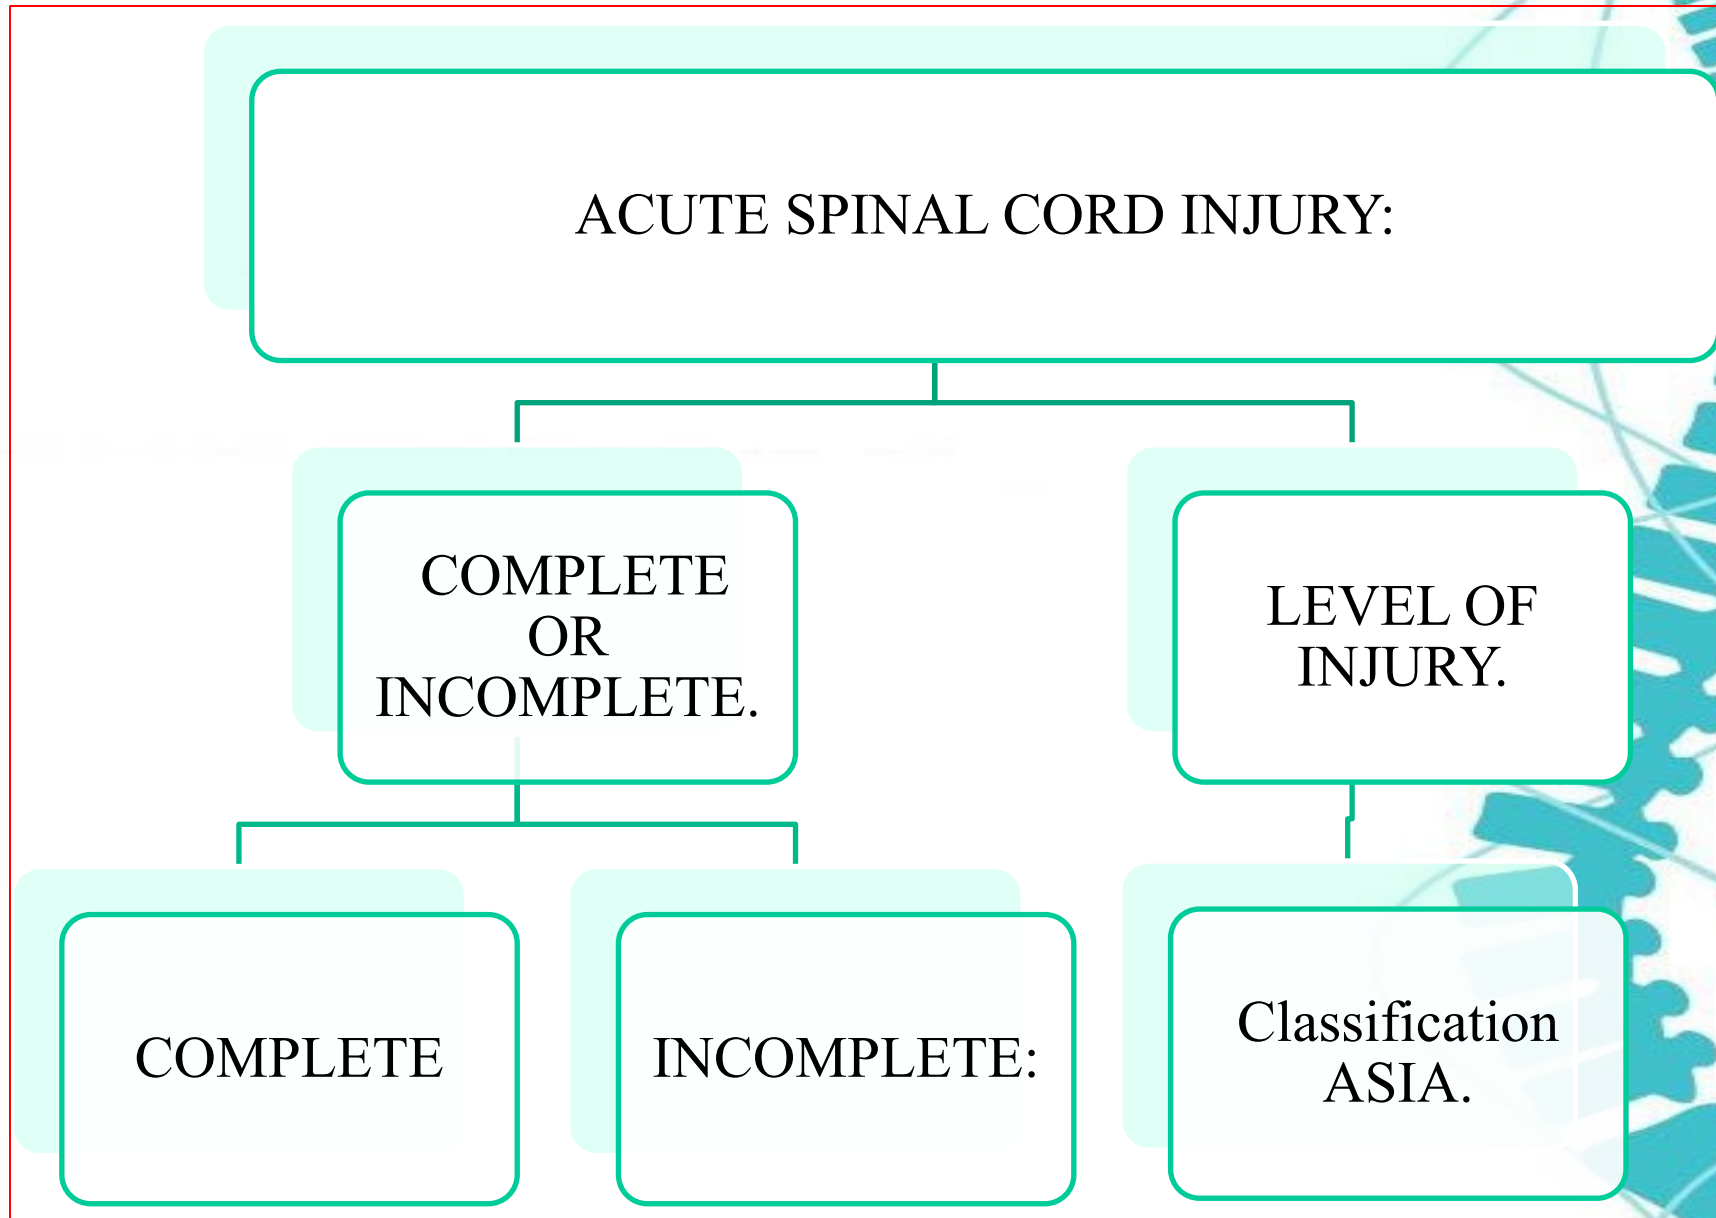 ACUTE SPINAL CORD INJURY:
COMPLETE
OR
INCOMPLETE.
LEVEL OF
INJURY.
COMPLETE
INCOMPLETE:
Classification
ASIA.